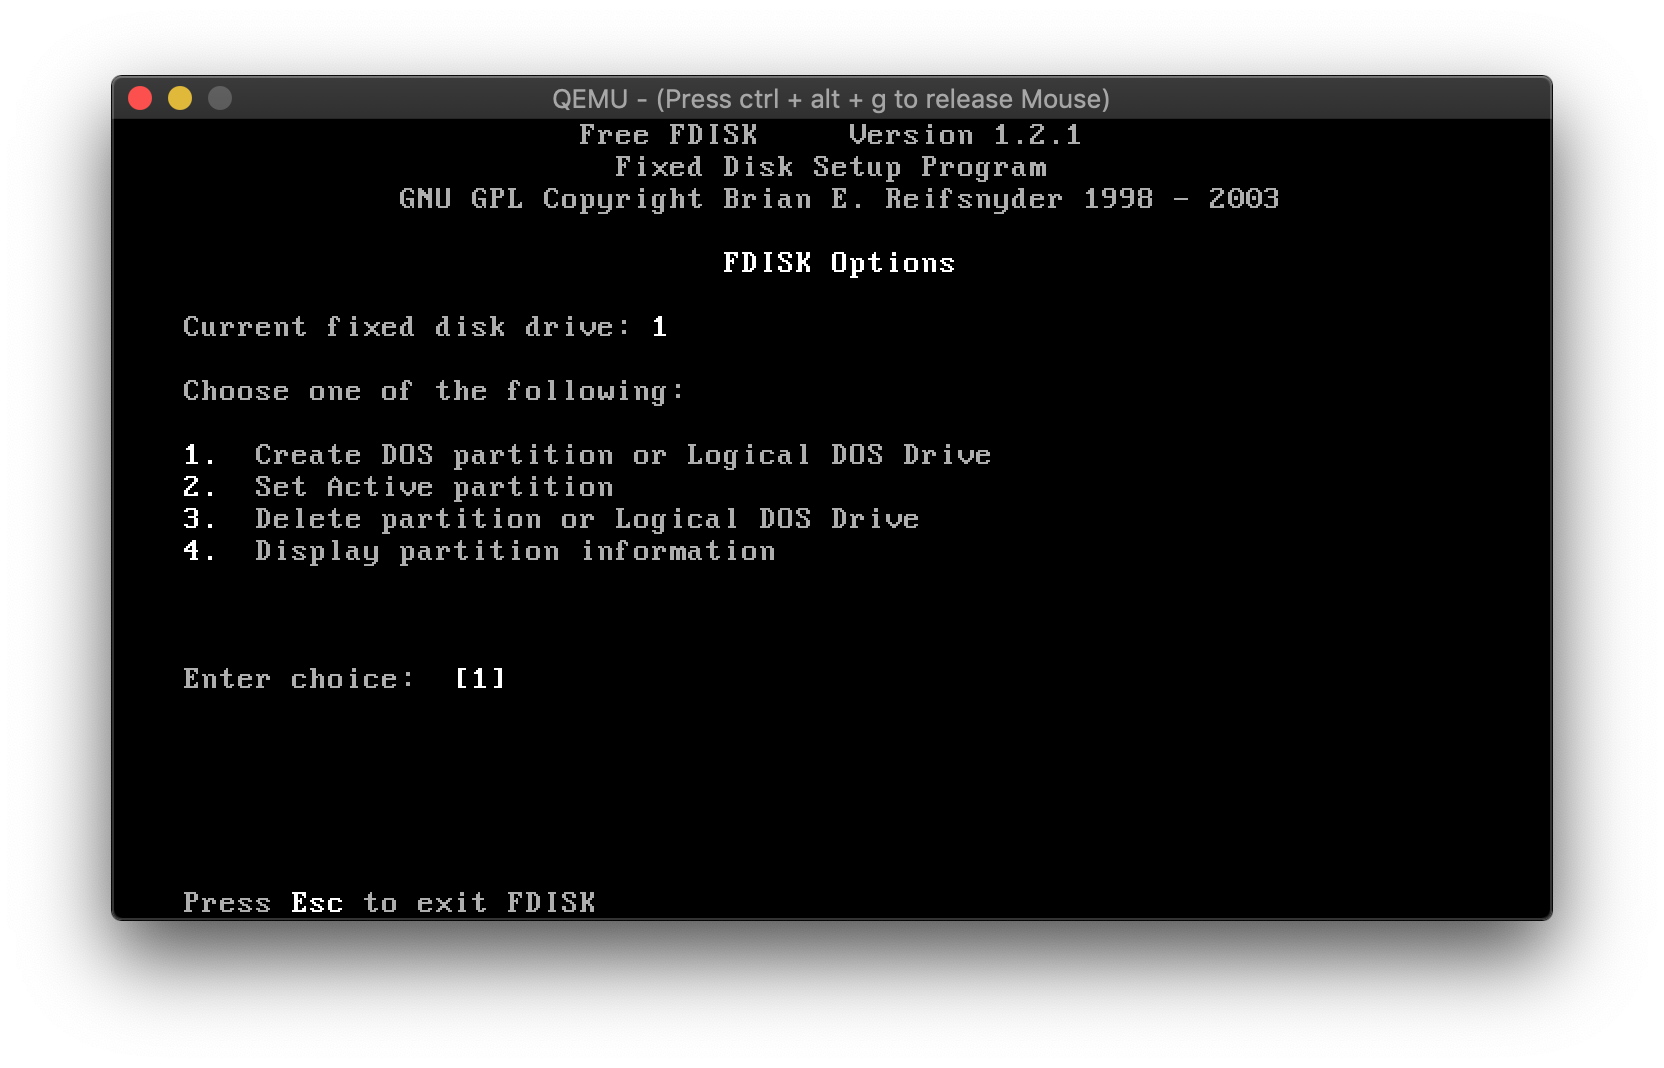 QEMU - (Press ctrl + alt + g to release Mouse)
Free FDISK     Version 1.2.1
Fixed Disk Setup Program
GNU GPL Copyright Brian E. Reifsnyder 1998 - 2003
FDISK Options
Current fixed disk drive: 1
Choose one of the following:
1.  Create DOS partition or Logical DOS Drive
2.  Set Active partition
3.  Delete partition or Logical DOS Drive
4.  Display partition information
Enter choice:  [1]
Press Esc to exit FDISK